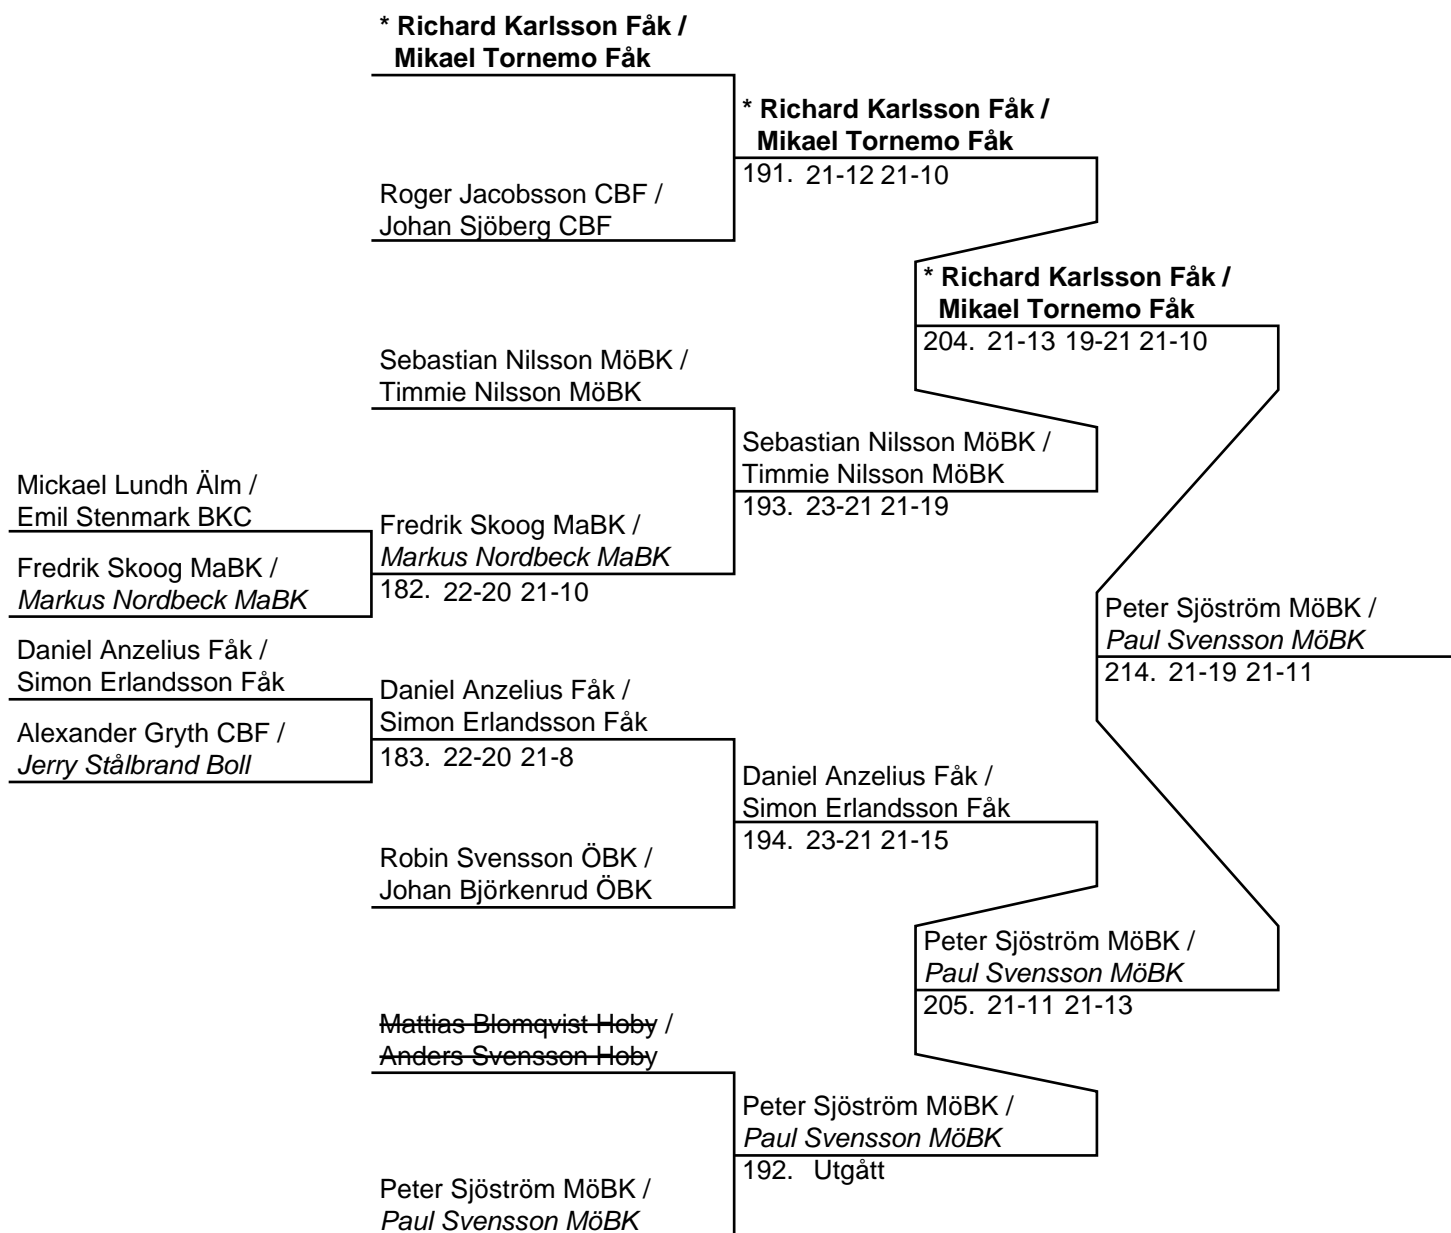 * Richard Karlsson Fåk /
Mikael Tornemo Fåk
* Richard Karlsson Fåk /
Mikael Tornemo Fåk
191. 21-12 21-10
Roger Jacobsson CBF /
Johan Sjöberg CBF
* Richard Karlsson Fåk /
Mikael Tornemo Fåk
204. 21-13 19-21 21-10
Sebastian Nilsson MöBK /
Timmie Nilsson MöBK
Sebastian Nilsson MöBK /
Timmie Nilsson MöBK
193. 23-21 21-19
Mickael Lundh Älm /
Emil Stenmark BKC
Fredrik Skoog MaBK /
Markus Nordbeck MaBK
182. 22-20 21-10
Fredrik Skoog MaBK /
Markus Nordbeck MaBK
Peter Sjöström MöBK /
Paul Svensson MöBK
214. 21-19 21-11
Daniel Anzelius Fåk /
Simon Erlandsson Fåk
Daniel Anzelius Fåk /
Simon Erlandsson Fåk
183. 22-20 21-8
Alexander Gryth CBF /
Jerry Stålbrand Boll
Daniel Anzelius Fåk /
Simon Erlandsson Fåk
194. 23-21 21-15
Robin Svensson ÖBK /
Johan Björkenrud ÖBK
Peter Sjöström MöBK /
Paul Svensson MöBK
205. 21-11 21-13
Mattias Blomqvist Hoby /
Anders Svensson Hoby
Peter Sjöström MöBK /
Paul Svensson MöBK
192. Utgått
Peter Sjöström MöBK /
Paul Svensson MöBK